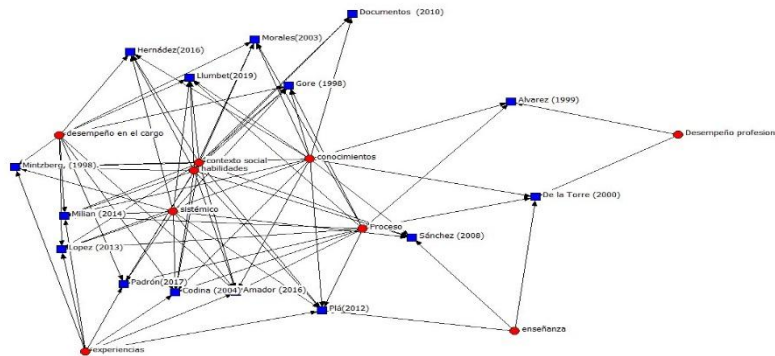 Documentos (2010)
Morales(2003)
Hernádez(2016)
Llumbet(2019)
Gore (1998)
Alvarez (1999)
desempeño en el cargo
Desempeño profesion
contexto social
conocimientos
Mintzberg, (1998)
habilidades
De la Torre (2000)
sistémico
Milian (2014)
Proceso
Sánchez (2008)
Lopez (2013)
Padrón(2017)
Codina (2004)
Amador (2016)
Plá(2012)
enseñanza
experiencias